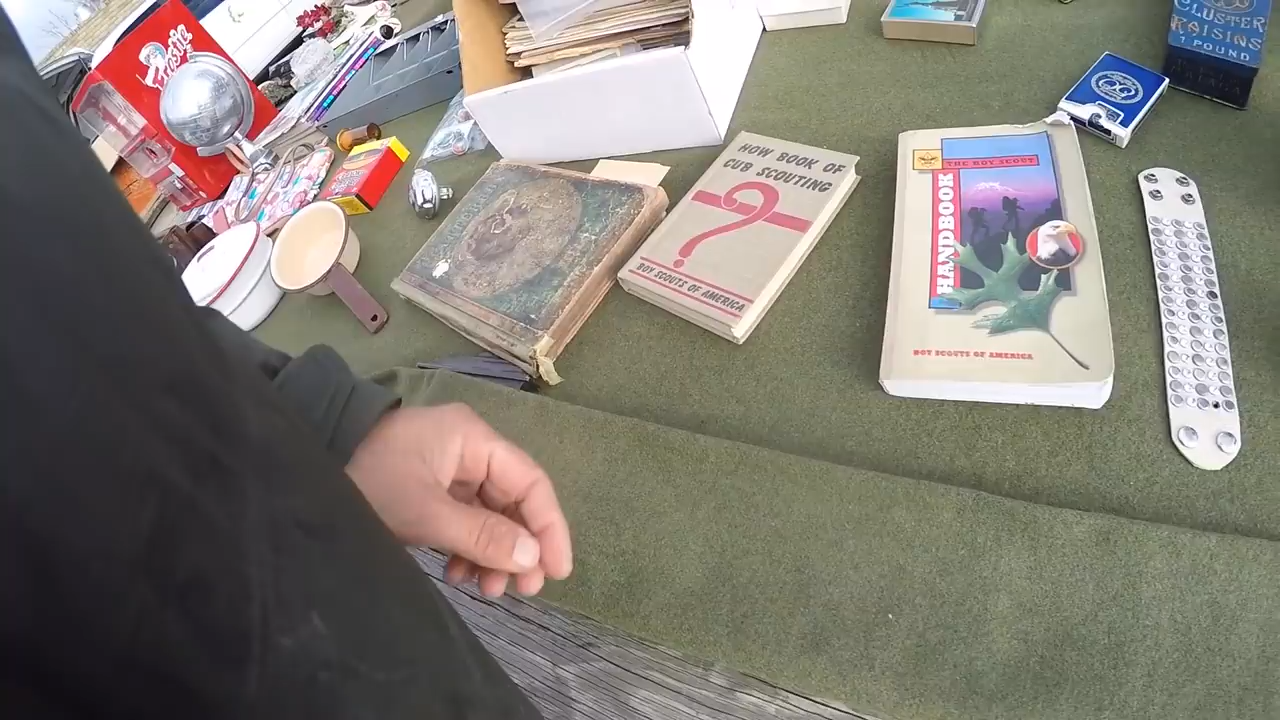 Frostie
CLUSTER
RAISINS
1 POUND
HOW BOOK OF
CUB SCOUTING
?
BOY SCOUTS OF AMERICA
THE BOY SCOUT
HANDBOOK
BOY SCOUTS OF AMERICA